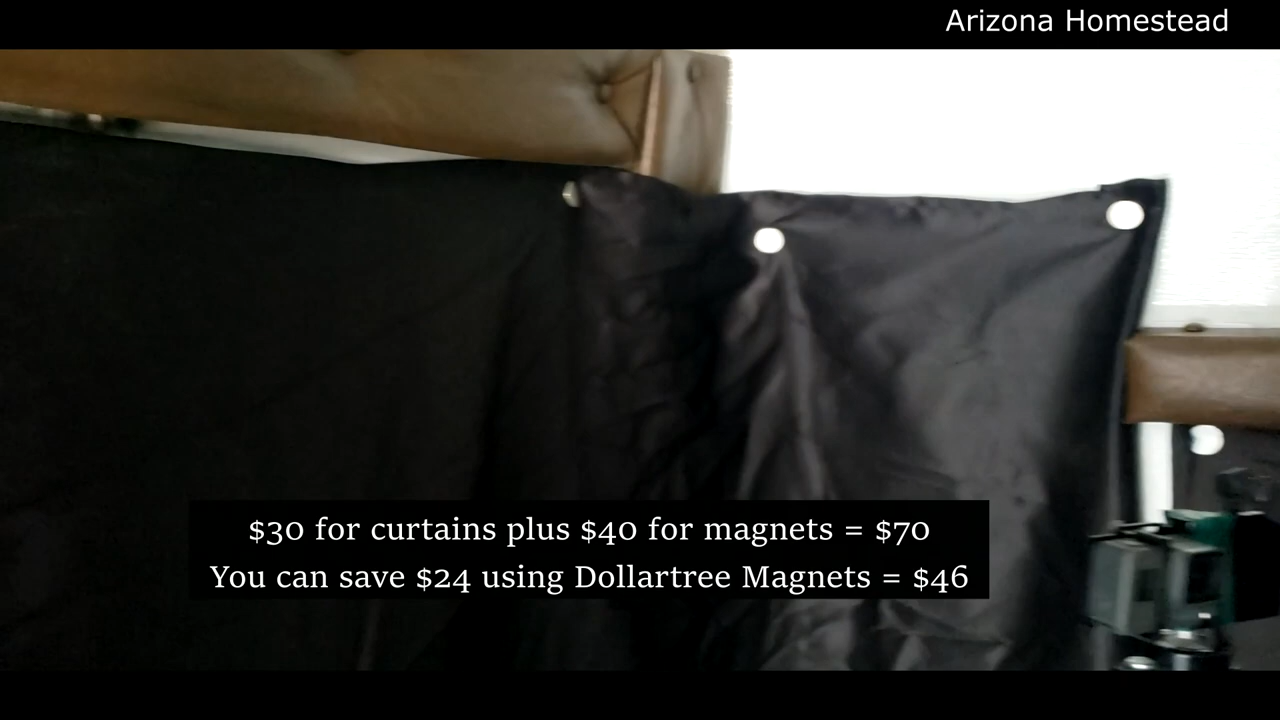 Arizona Homestead
$30 for curtains plus $40 for magnets = $70
You can save $24 using Dollartree Magnets = $46